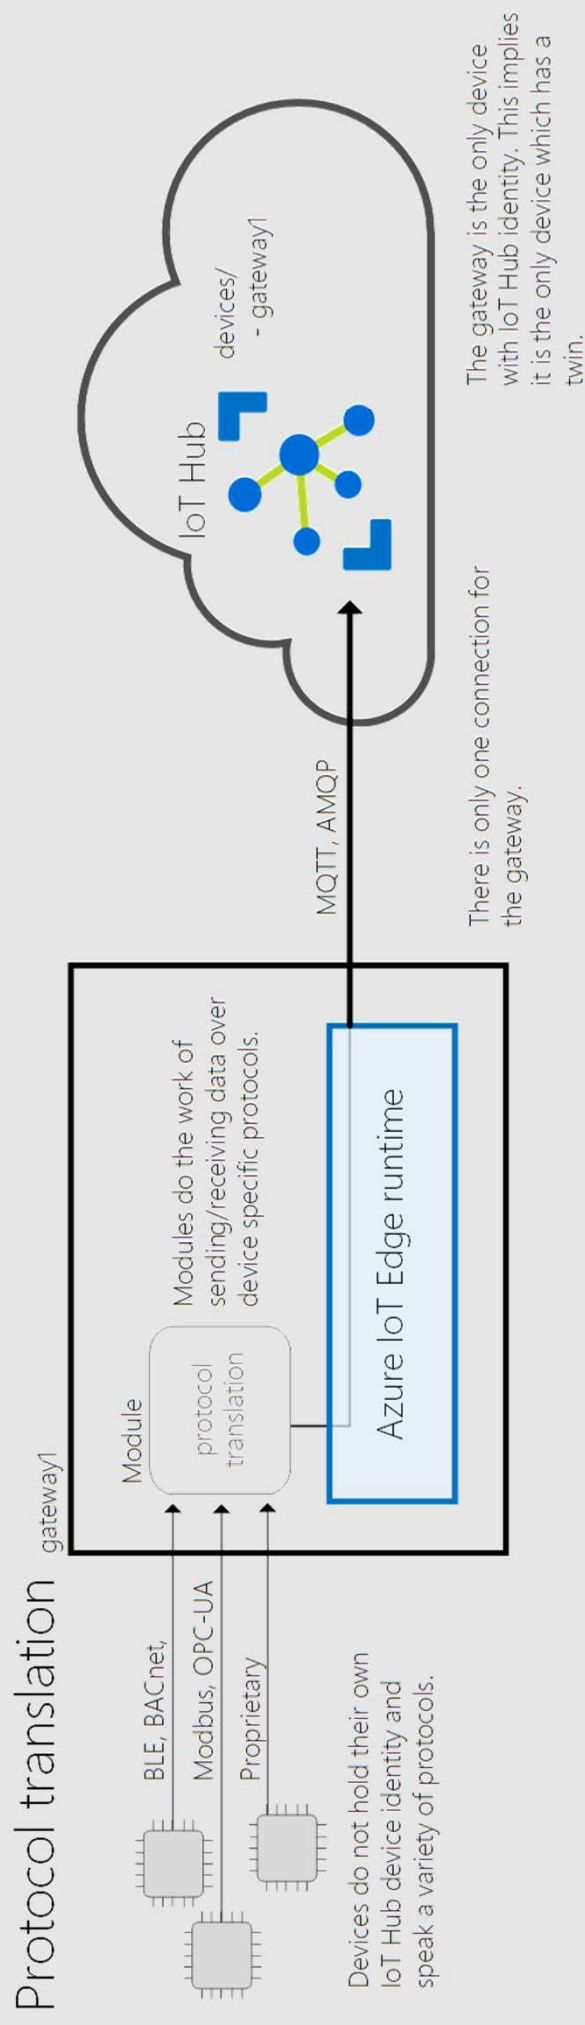 Protocol translation
gateway1
Module
BLE, BACnet,
Modbus, OPC-UA
Proprietary
protocol
translation
Modules do the work of
sending/receiving data over
device specific protocols.
Azure IoT Edge runtime
MQTT, AMQP
IoT Hub
devices/
- gateway1
Devices do not hold their own
IoT Hub device identity and
speak a variety of protocols.
There is only one connection for
the gateway.
The gateway is the only device
with IoT Hub identity. This implies
it is the only device which has a
twin.